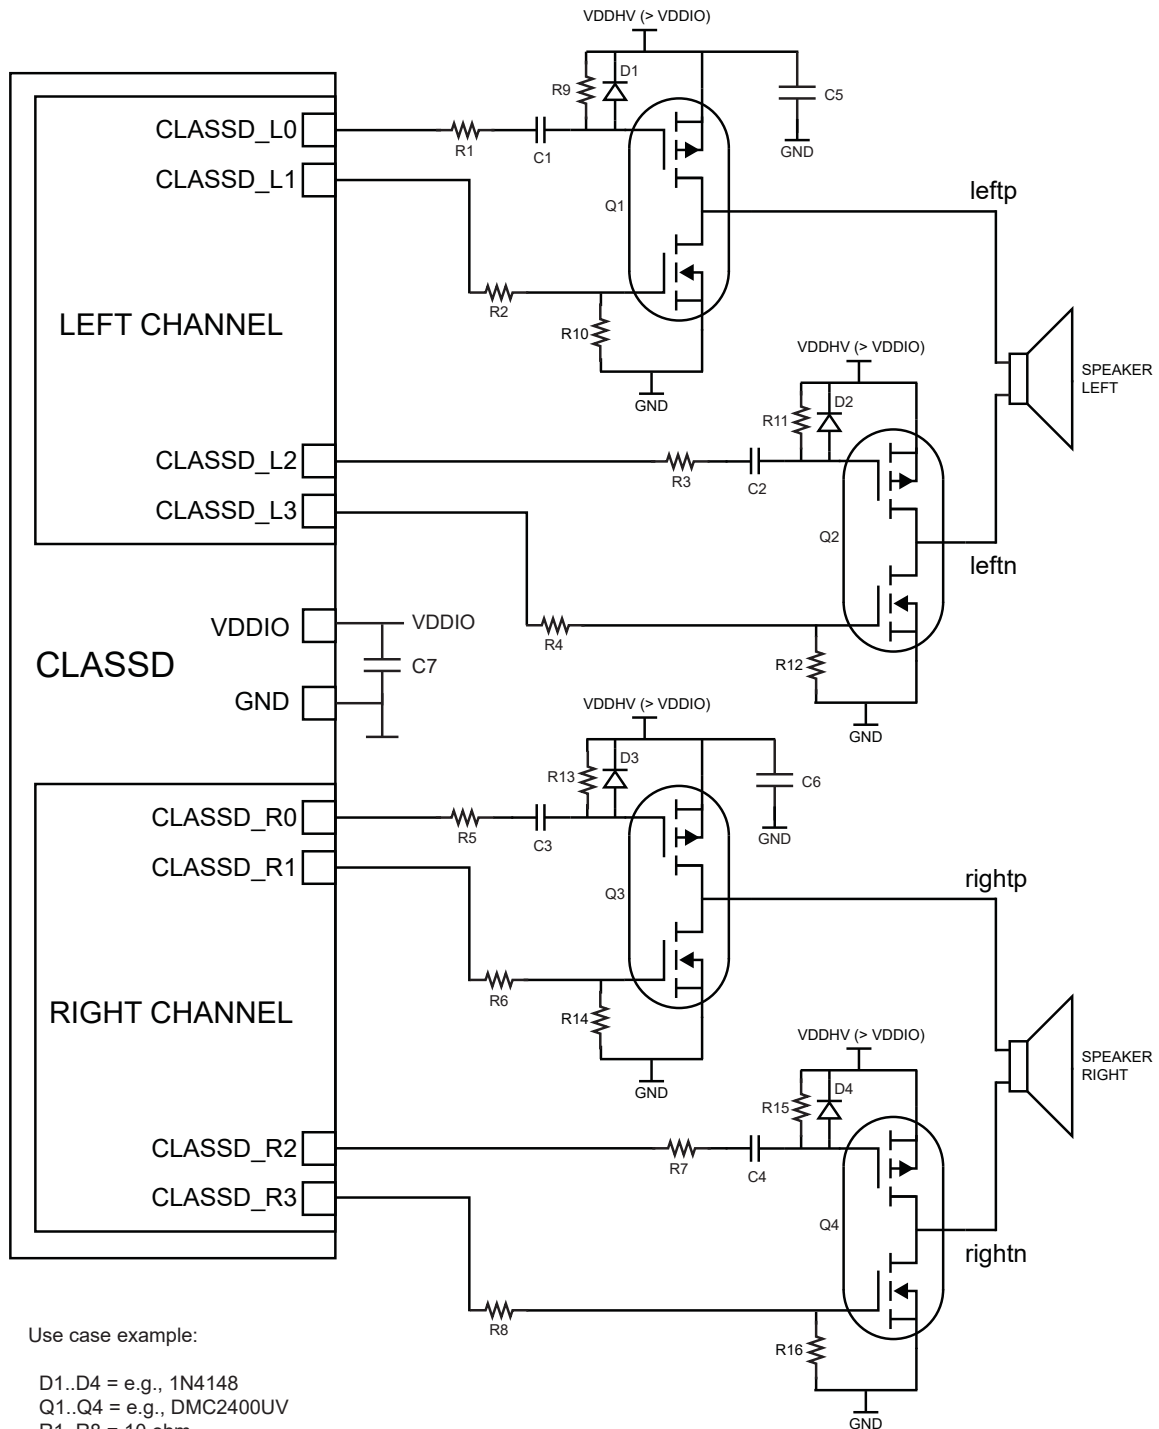 VDDHV (> VDDIO)
D1
R9
C5
CLASSD_L0
R1
C1
GND
CLASSD_L1
leftp
Q1
R2
LEFT CHANNEL
R10
VDDHV (> VDDIO)
SPEAKER
LEFT
GND
D2
R11
CLASSD_L2
R3
C2
CLASSD_L3
Q2
leftn
VDDIO
VDDIO
R4
CLASSD
C7
R12
GND
VDDHV (> VDDIO)
GND
D3
R13
C6
CLASSD_R0
R5
C3
GND
CLASSD_R1
rightp
Q3
R6
RIGHT CHANNEL
R14
VDDHV (> VDDIO)
SPEAKER
RIGHT
GND
D4
R15
CLASSD_R2
R7
C4
CLASSD_R3
Q4
rightn
R8
Use case example:
R16
D1..D4 = e.g., 1N4148
Q1..Q4 = e.g., DMC2400UV
R1..R8 = 10 ohm
GND